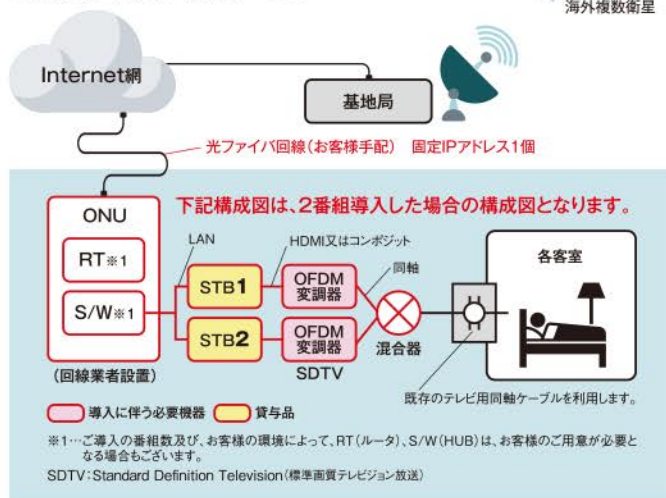 海外複数衛星
Internet網
基地局
光ファイバ回線(お客様手配) 固定IPアドレス1個
下記構成図は、2番組導入した場合の構成図となります。
ONU
RT※1
S/W※1
(回線業者設置)
LAN
HDMI又はコンポジット
STB1
STB2
OFDM
変調器
OFDM
変調器
SDTV
同軸
混合器
各客室
既存のテレビ用同軸ケーブルを利用します。
導入に伴う必要機器 貸与品
※1…ご導入の番組数及び、お客様の環境によって、RT(ルータ)、S/W(HUB)は、お客様のご用意が必要と
なる場合もございます。
SDTV:Standard Definition Television(標準画質テレビジョン放送)